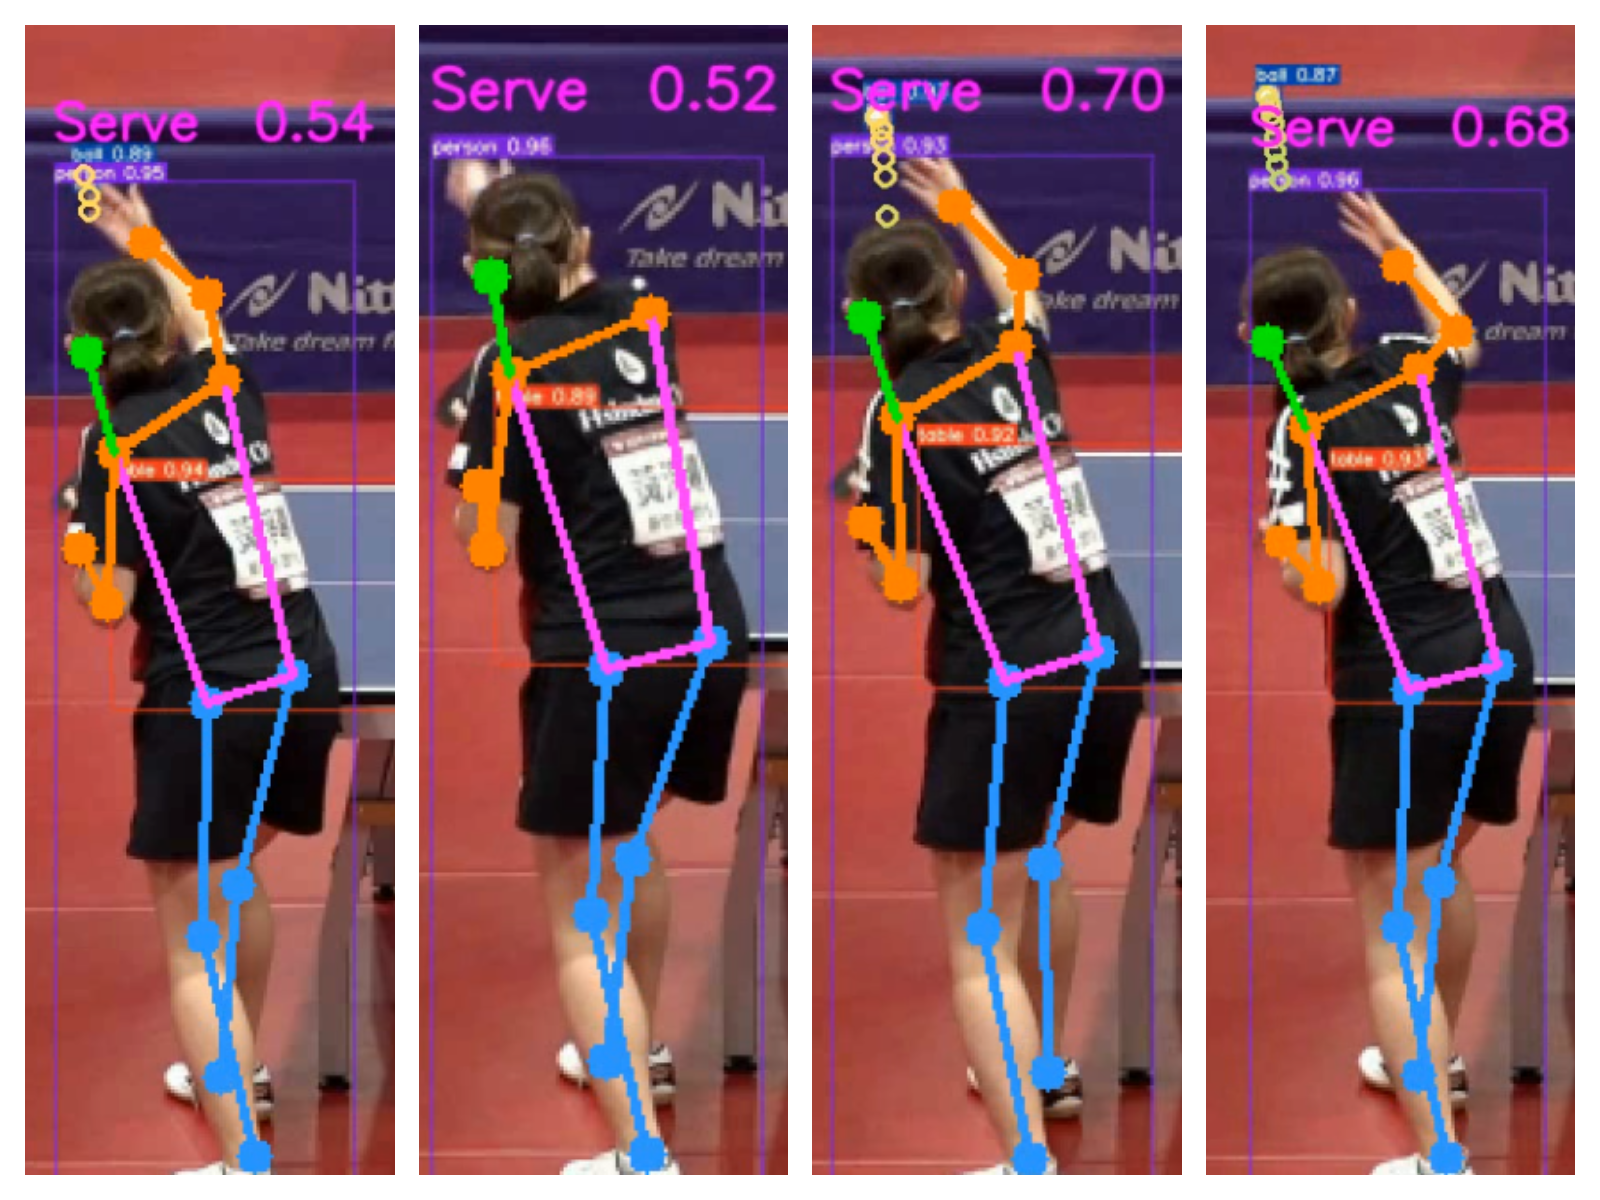 Serve 0.54
ball 0.89
person 0.95
Nitt
Take dream f
table 0.94
Serve 0.52
person 0.96
Nit
Take dream
table 0.89
Serve 0.70
person 0.93
Ni
Take dream
table 0.92
ball 0.87
Serve 0.68
person 0.96
Nit
dream
table 0.93